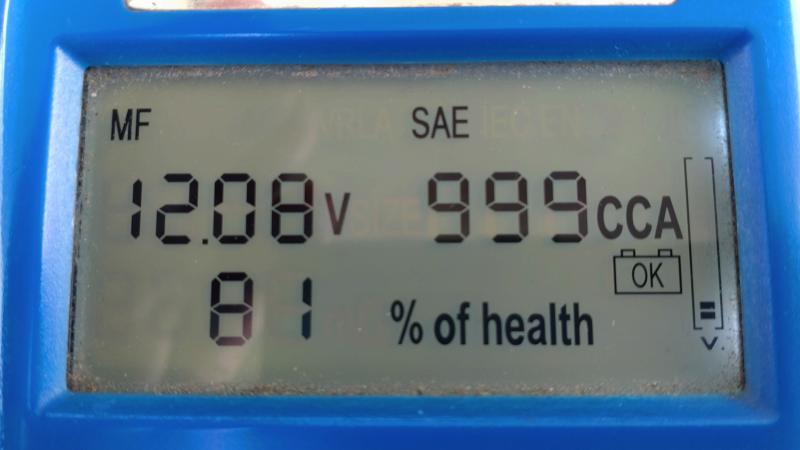 MF SAE
12.08V 999CCA
OK
81 % of health
V